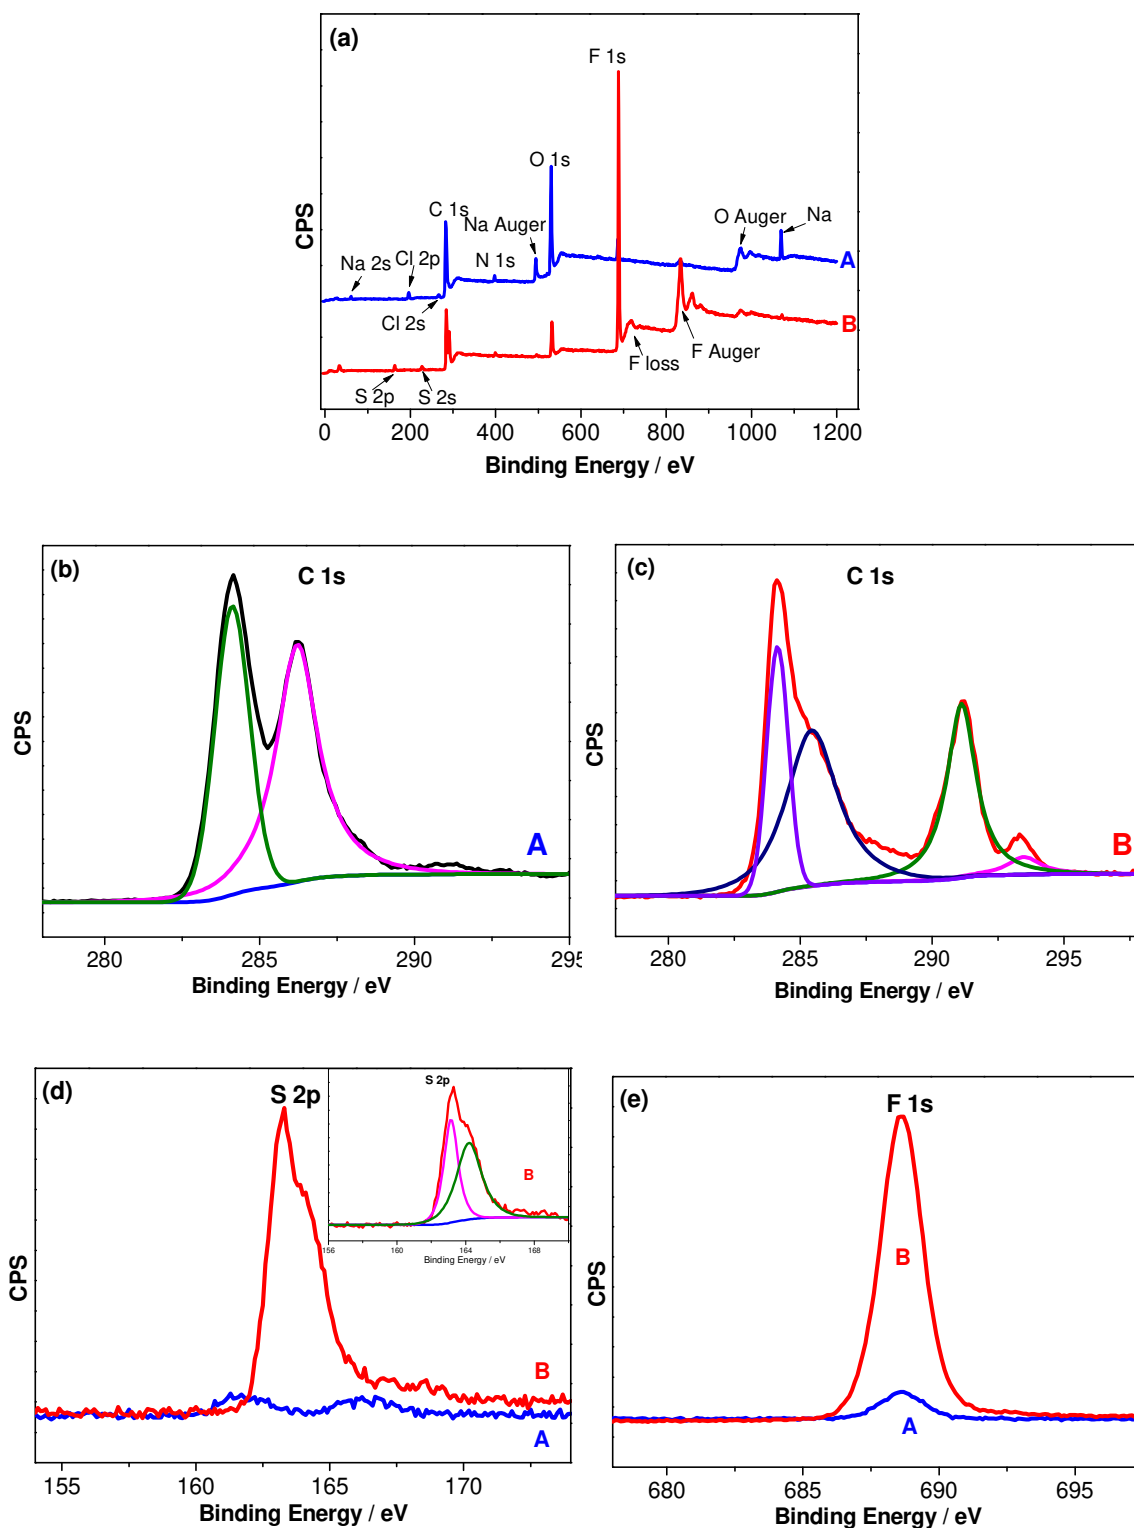 (a)
F 1s
O 1s
C 1s
Na Auger
O Auger
Na
Na 2s
Cl 2p
N 1s
Cl 2s
A
B
F loss
F Auger
S 2p
S 2s
CPS
0 200 400 600 800 1000 1200
Binding Energy / eV
(b)
C 1s
A
CPS
280 285 290 295
Binding Energy / eV
(c)
C 1s
B
CPS
280 285 290 295
Binding Energy / eV
(d)
S 2p
S 2p
B
156 160 164 168
Binding Energy / eV
B
A
CPS
155 160 165 170
Binding Energy / eV
(e)
F 1s
B
A
CPS
680 685 690 695
Binding Energy / eV